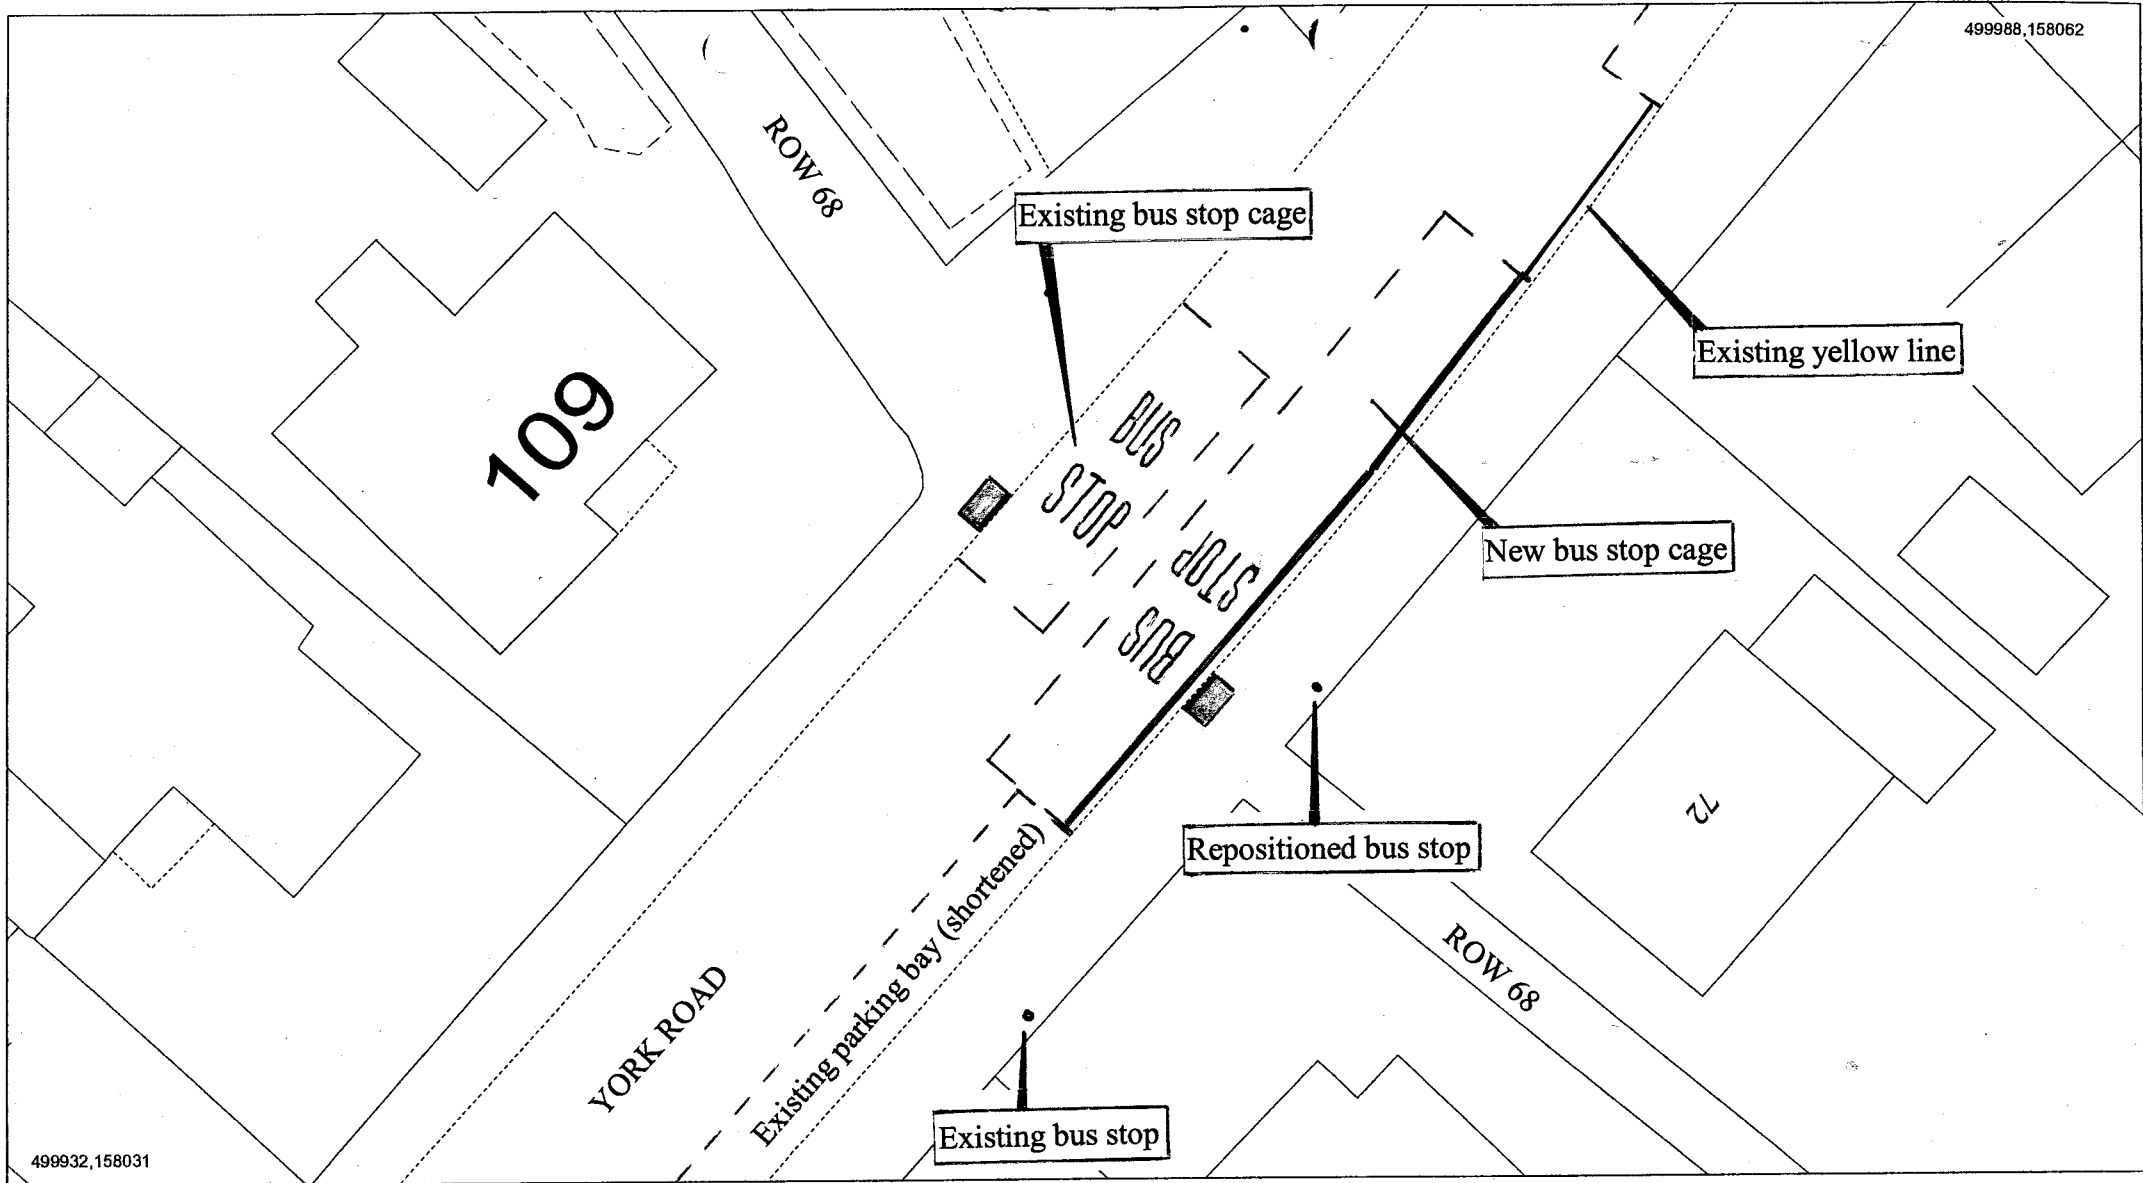 499988,158062
ROW 68
Existing bus stop cage
Existing yellow line
109
BUS
STOP
New bus stop cage
BUS
STOP
Repositioned bus stop
72
Existing parking bay (shortened)
ROW 68
YORK ROAD
Existing bus stop
499932,158031